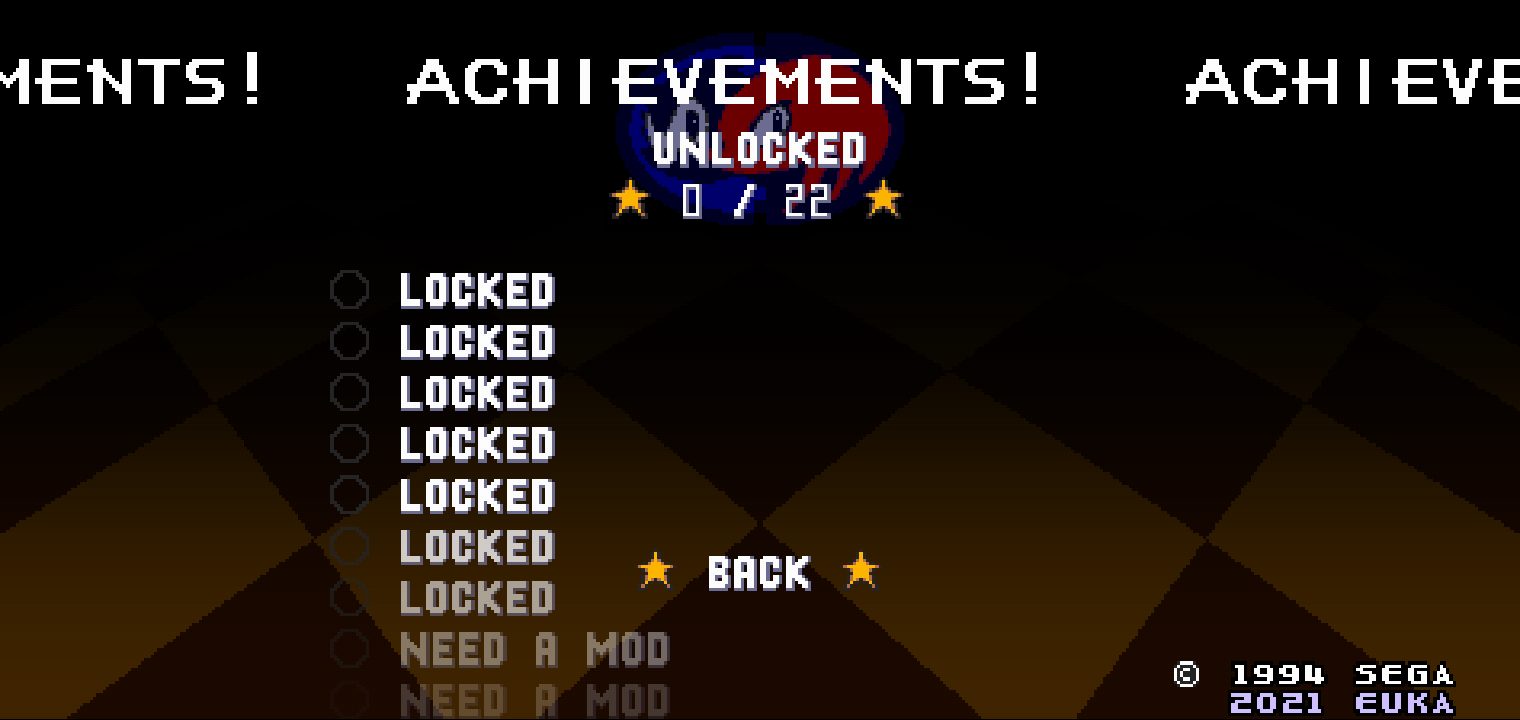 MENTS! ACHIEVEMENTS! ACHIEVE
UNLOCKED
0 / 22
LOCKED
LOCKED
LOCKED
LOCKED
LOCKED
LOCKED
LOCKED
BACK
NEED A MOD
NEED A MOD
© 1994 SEGA
2021 EUKA